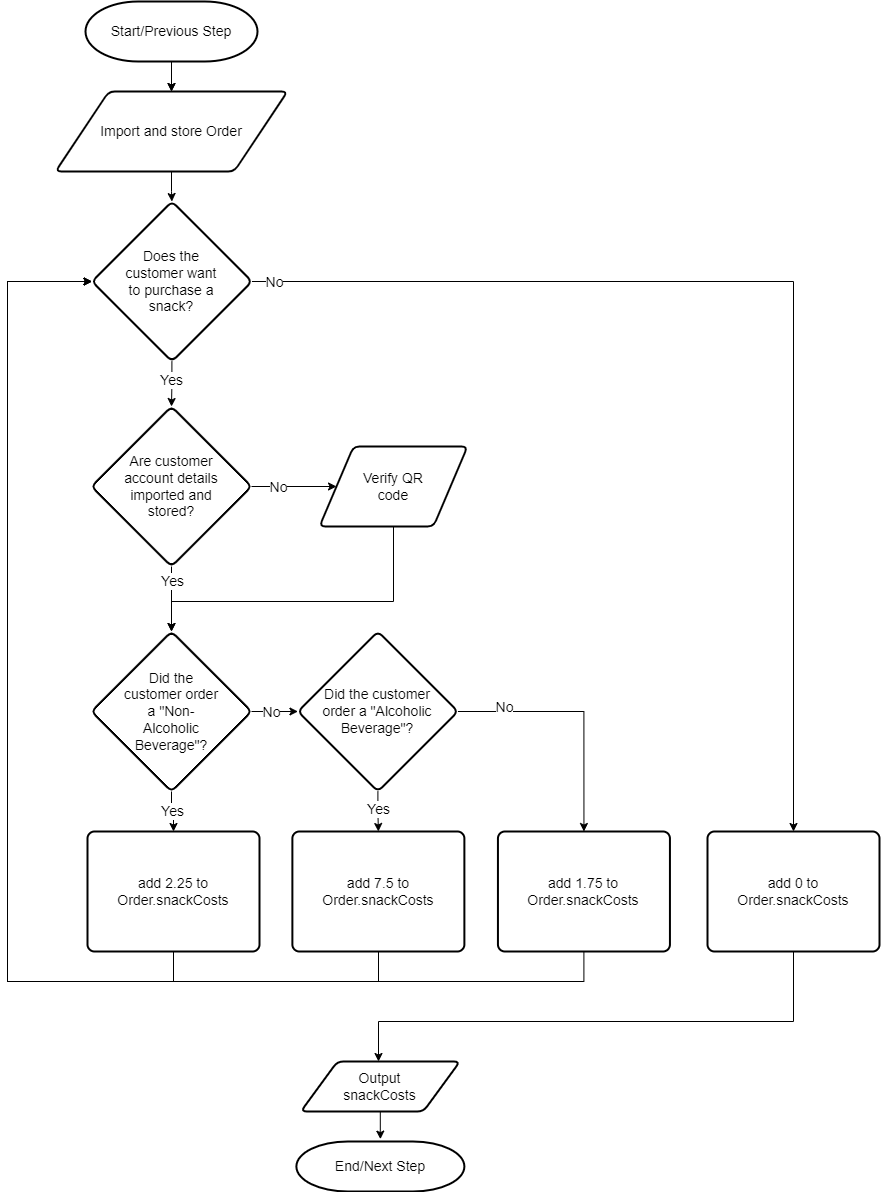 Start/Previous Step
Import and store Order
Does the
customer want
to purchase a
snack?
No
Yes
Are customer
account details
imported and
stored?
No
Verify QR
code
Yes
Did the
customer order
a "Non-
Alcoholic
Beverage"?
No
Did the customer
order a "Alcoholic
Beverage"?
No
Yes
Yes
add 2.25 to
Order.snackCosts
add 7.5 to
Order.snackCosts
add 1.75 to
Order.snackCosts
add 0 to
Order.snackCosts
Output
snackCosts
End/Next Step